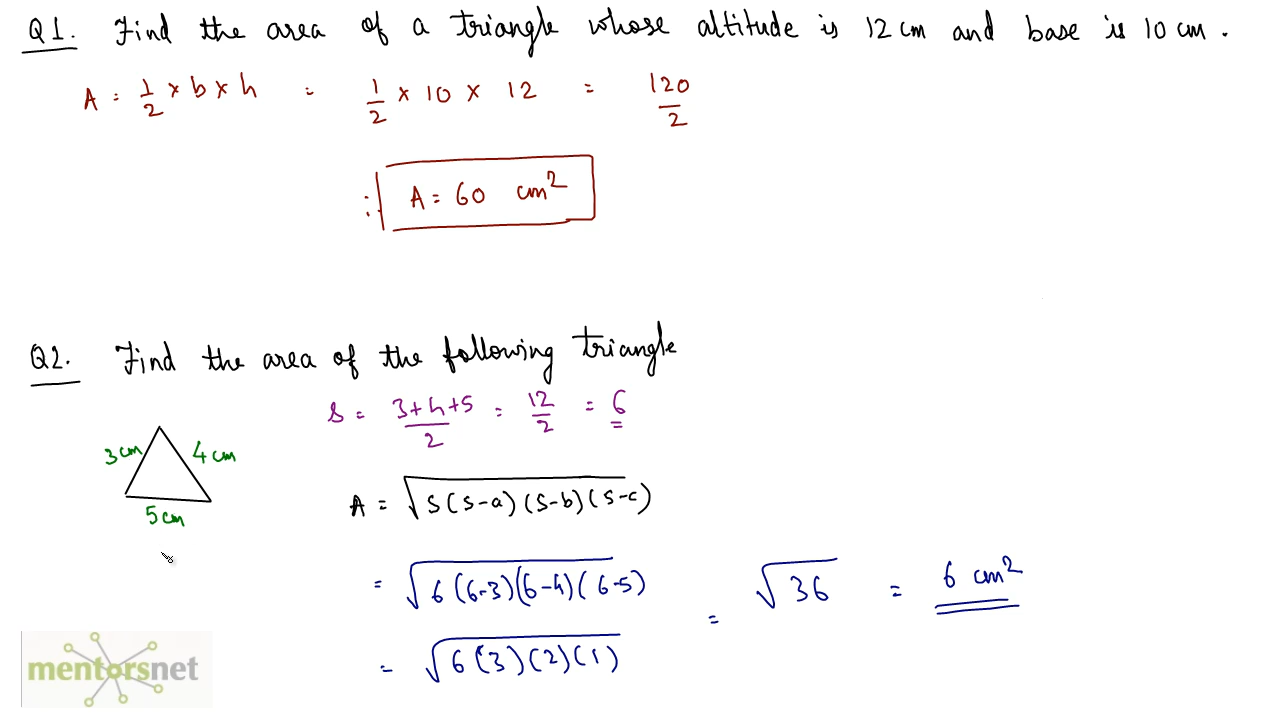 Q1. Find the area of a triangle whose altitude is 12 cm and base is 10 cm.
A = 1/2 × b × h = 1/2 × 10 × 12 = 120/2
∴ A = 60 cm²
Q2. Find the area of the following triangle
S = (3+4+5)/2 = 12/2 = 6
3 cm 4 cm
5 cm
A = √S(S-a)(S-b)(S-c)
= √6(6-3)(6-4)(6-5) = √36 = 6 cm²
= √6(3)(2)(1)
mentorsnet